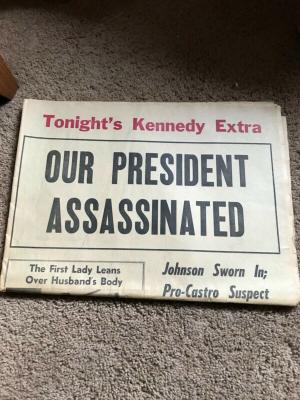 Tonight's Kennedy Extra
OUR PRESIDENT
ASSASSINATED
The First Lady Leans
Over Husband's Body
Johnson Sworn In;
Pro-Castro Suspect